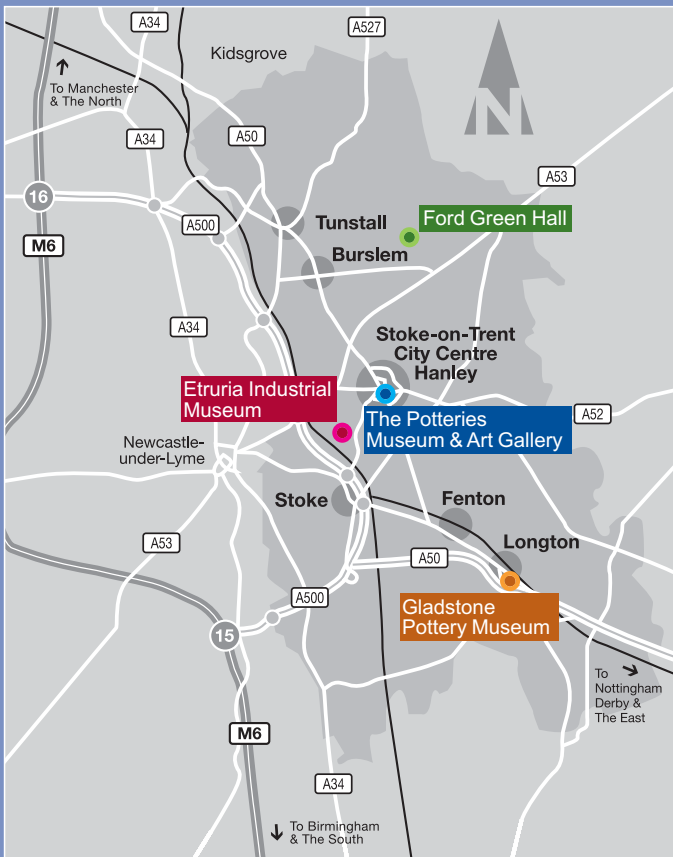 A34
A527
Kidsgrove
To Manchester
& The North
N
A34
A50
A53
16
M6
A500
Tunstall
Ford Green Hall
Burslem
A34
Stoke-on-Trent
City Centre
Hanley
Etruria Industrial
Museum
The Potteries
Museum & Art Gallery
A52
Newcastle-
under-Lyme
Stoke
Fenton
A53
Longton
A50
A500
Gladstone
Pottery Museum
15
To
Nottingham
Derby &
The East
M6
A34
To Birmingham
& The South